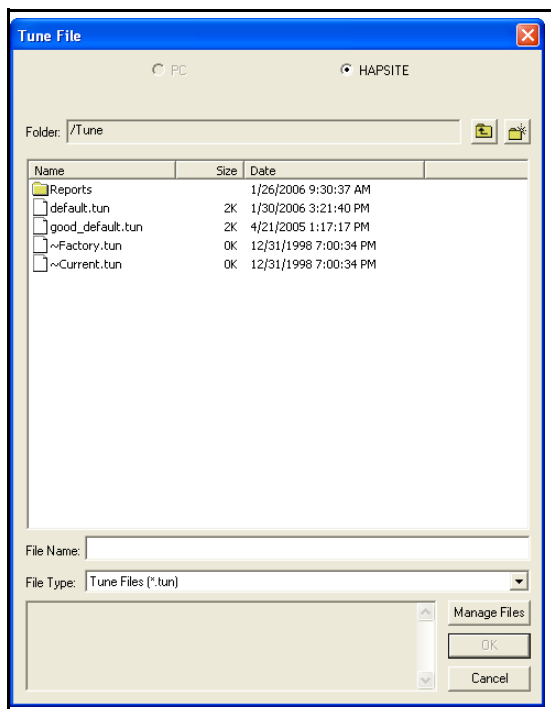 Tune File
PC HAPSITE
Folder: /Tune
Name Size Date
Reports 1/26/2006 9:30:37 AM
default.tun 2K 1/30/2006 3:21:40 PM
good_default.tun 2K 4/21/2005 1:17:17 PM
~Factory.tun 0K 12/31/1998 7:00:34 PM
~Current.tun 0K 12/31/1998 7:00:34 PM
File Name:
File Type: Tune Files (*.tun)
Manage Files
OK
Cancel